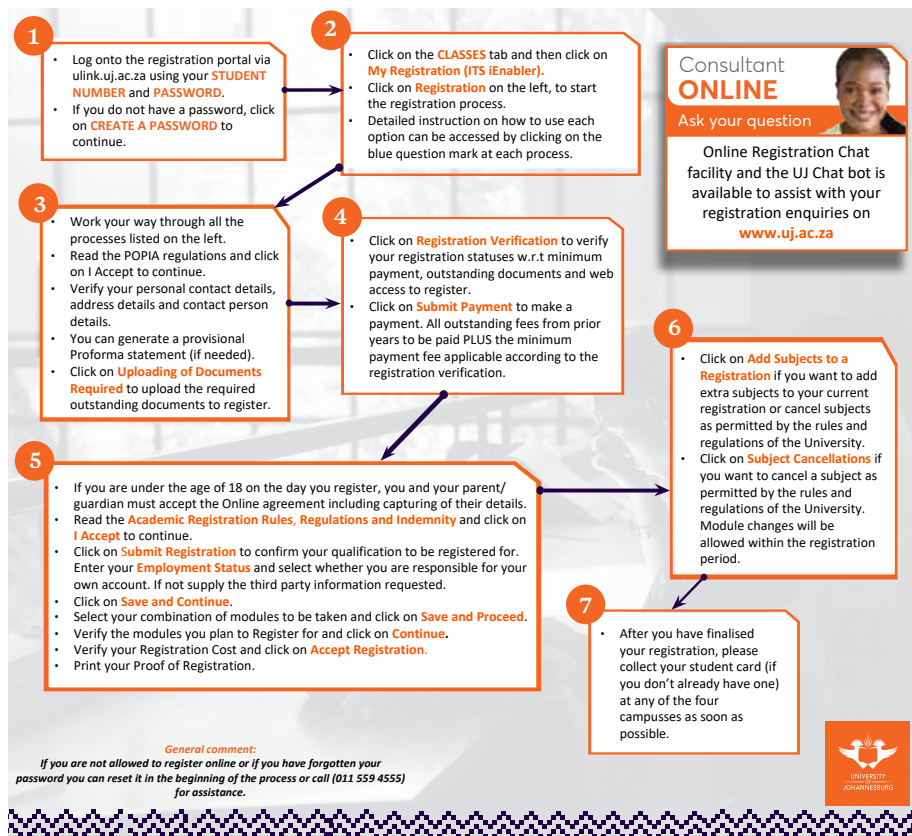 1
• Log onto the registration portal via
ulink.uj.ac.za using your STUDENT
NUMBER and PASSWORD.
• If you do not have a password, click
on CREATE A PASSWORD to
continue.
2
• Click on the CLASSES tab and then click on
My Registration (ITS iEnabler).
• Click on Registration on the left, to start
the registration process.
• Detailed instruction on how to use each
option can be accessed by clicking on the
blue question mark at each process.
Consultant
ONLINE
Ask your question
Online Registration Chat
facility and the UJ Chat bot is
available to assist with your
registration enquiries on
www.uj.ac.za
3
• Work your way through all the
processes listed on the left.
• Read the POPIA regulations and click
on I Accept to continue.
• Verify your personal contact details,
address details and contact person
details.
• You can generate a provisional
Proforma statement (if needed).
• Click on Uploading of Documents
Required to upload the required
outstanding documents to register.
4
• Click on Registration Verification to verify
your registration statuses w.r.t minimum
payment, outstanding documents and web
access to register.
• Click on Submit Payment to make a
payment. All outstanding fees from prior
years to be paid PLUS the minimum
payment fee applicable according to the
registration verification.
5
• If you are under the age of 18 on the day you register, you and your parent/
guardian must accept the Online agreement including capturing of their details.
• Read the Academic Registration Rules, Regulations and Indemnity and click on
I Accept to continue.
• Click on Submit Registration to confirm your qualification to be registered for.
Enter your Employment Status and select whether you are responsible for your
own account. If not supply the third party information requested.
• Click on Save and Continue.
• Select your combination of modules to be taken and click on Save and Proceed.
• Verify the modules you plan to Register for and click on Continue.
• Verify your Registration Cost and click on Accept Registration.
• Print your Proof of Registration.
6
• Click on Add Subjects to a
Registration if you want to add
extra subjects to your current
registration or cancel subjects
as permitted by the rules and
regulations of the University.
• Click on Subject Cancellations if
you want to cancel a subject as
permitted by the rules and
regulations of the University.
Module changes will be
allowed within the registration
period.
7
• After you have finalised
your registration, please
collect your student card (if
you don't already have one)
at any of the four
campusses as soon as
possible.
General comment:
If you are not allowed to register online or if you have forgotten your
password you can reset it in the beginning of the process or call (011 559 4555)
for assistance.
UNIVERSITY
OF
JOHANNESBURG